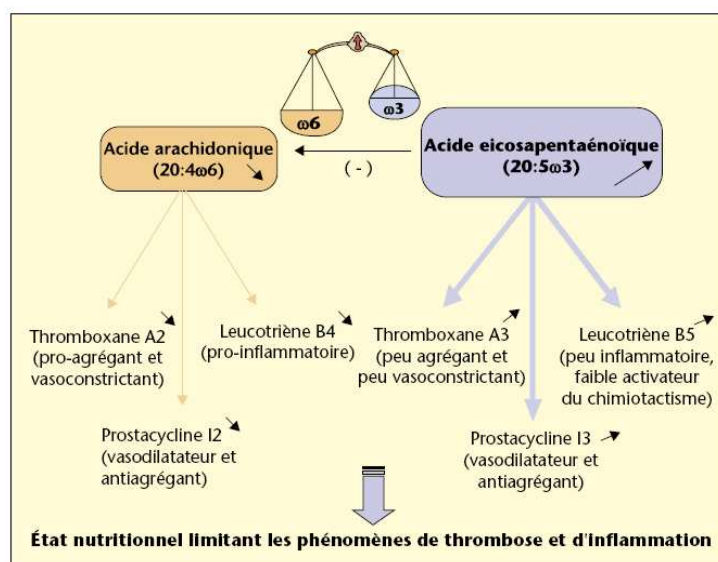 ω6
ω3
Acide arachidonique
(20:4ω6)
Acide eicosapentaénoïque
(20:5ω3)
( - )
Thromboxane A2
(pro-agrégant et
vasoconstrictant)
Leucotriène B4
(pro-inflammatoire)
Prostacycline I2
(vasodilatateur et
antiagrégant)
Thromboxane A3
(peu agrégant et
peu vasoconstrictant)
Leucotriène B5
(peu inflammatoire,
faible activateur
du chimiotactisme)
Prostacycline I3
(vasodilatateur et
antiagrégant)
État nutritionnel limitant les phénomènes de thrombose et d'inflammation